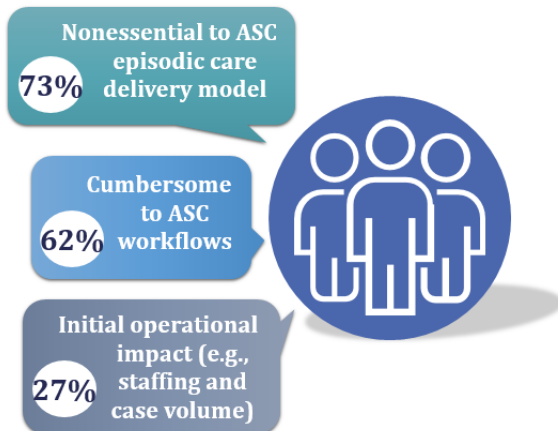 Nonessential to ASC
episodic care
delivery model
73%
Cumbersome
to ASC
workflows
62%
Initial operational
impact (e.g.,
staffing and
case volume)
27%